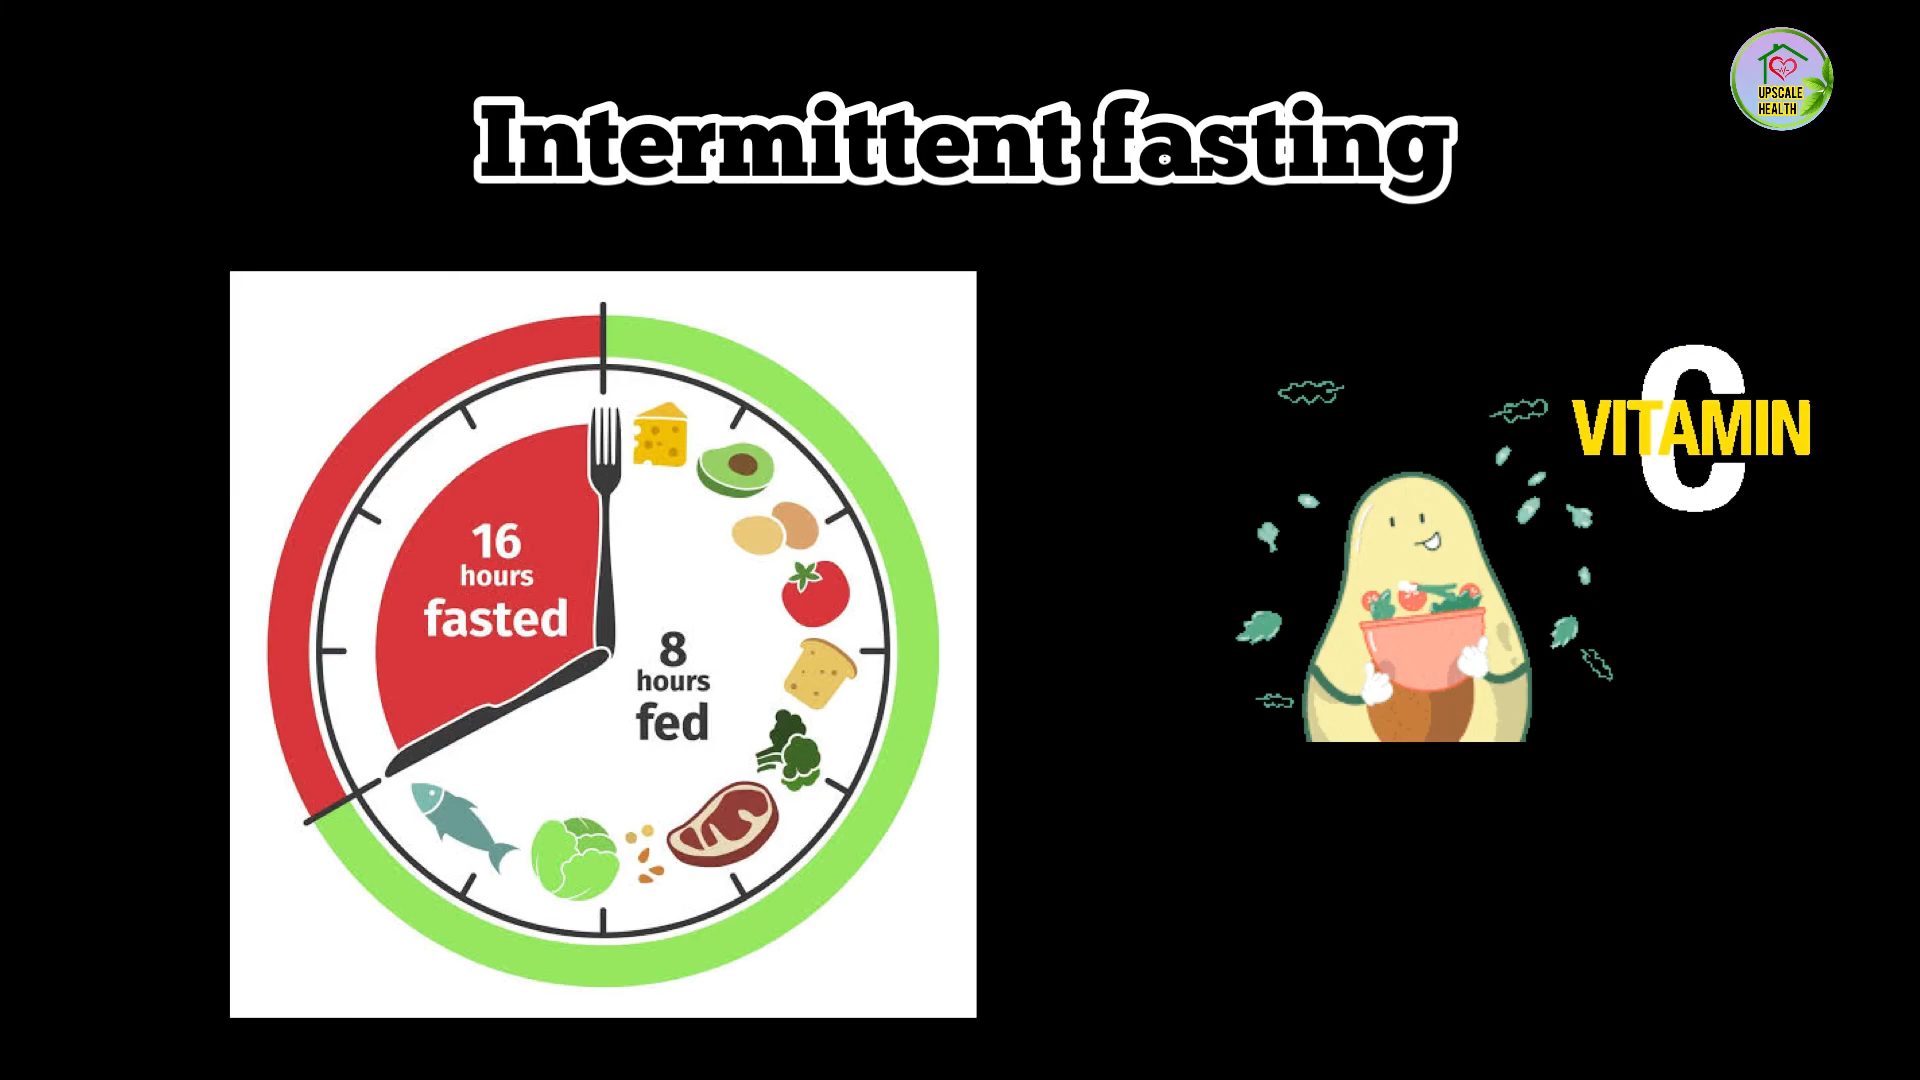 Intermittent fasting
UPSCALE
HEALTH
16
hours
fasted
8
hours
fed
C
VITAMIN